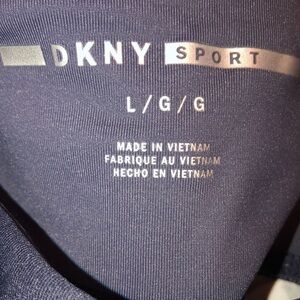 DKNY SPORT
L/G/G
MADE IN VIETNAM
FABRIQUE AU VIETNAM
HECHO EN VIETNAM